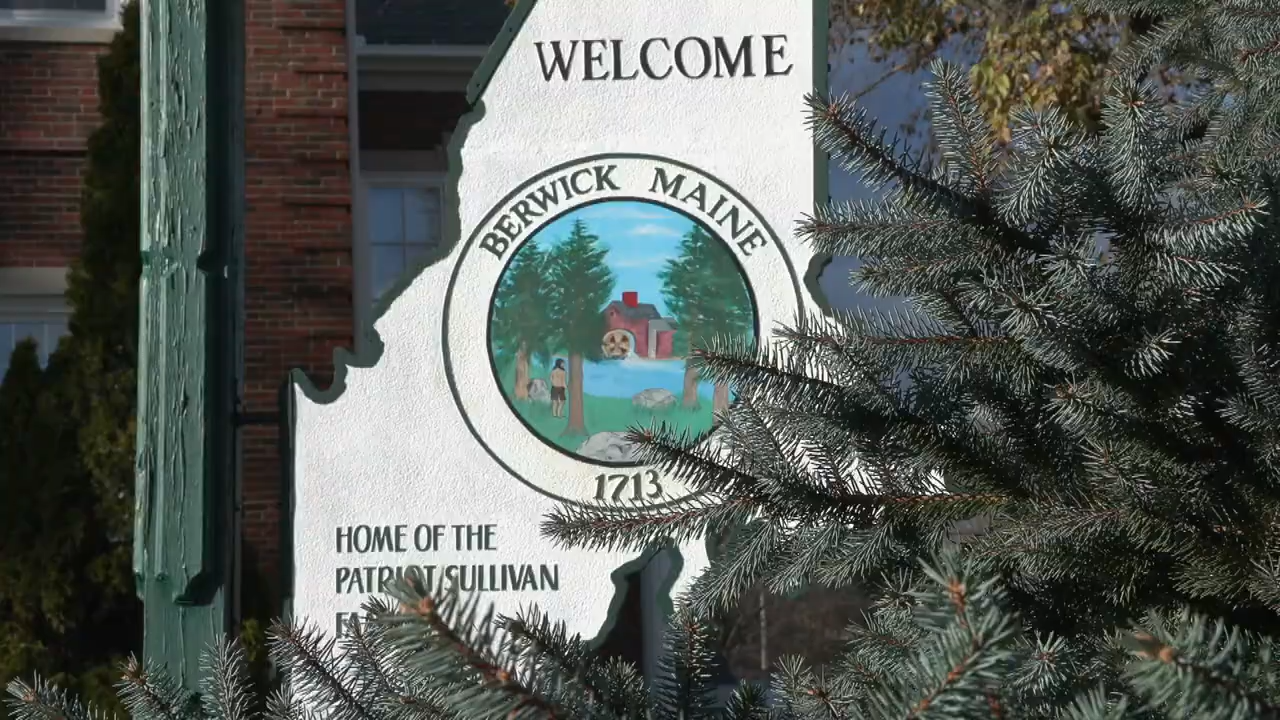 WELCOME
BERWICK MAINE
1713
HOME OF THE
PATRIOT SULLIVAN